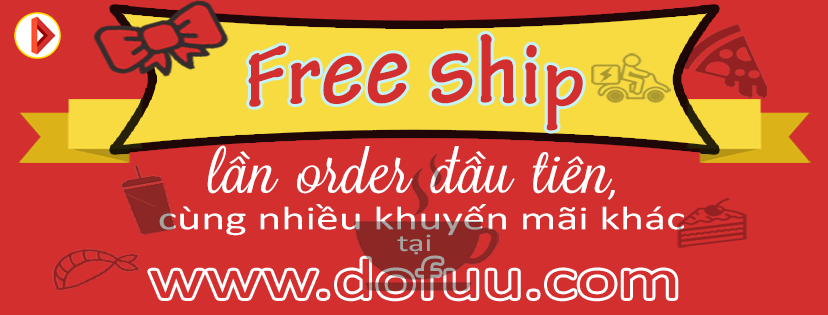 Free ship
lần order đầu tiên,
cùng nhiều khuyến mãi khác
tại
www.dofuu.com